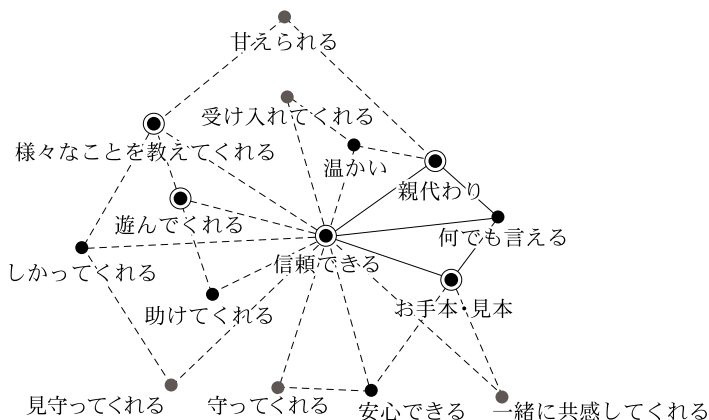 甘えられる
受け入れてくれる
様々なことを教えてくれる
温かい
親代わり
遊んでくれる
何でも言える
信頼できる
しかってくれる
助けてくれる
お手本・見本
見守ってくれる
守ってくれる
安心できる
一緒に共感してくれる